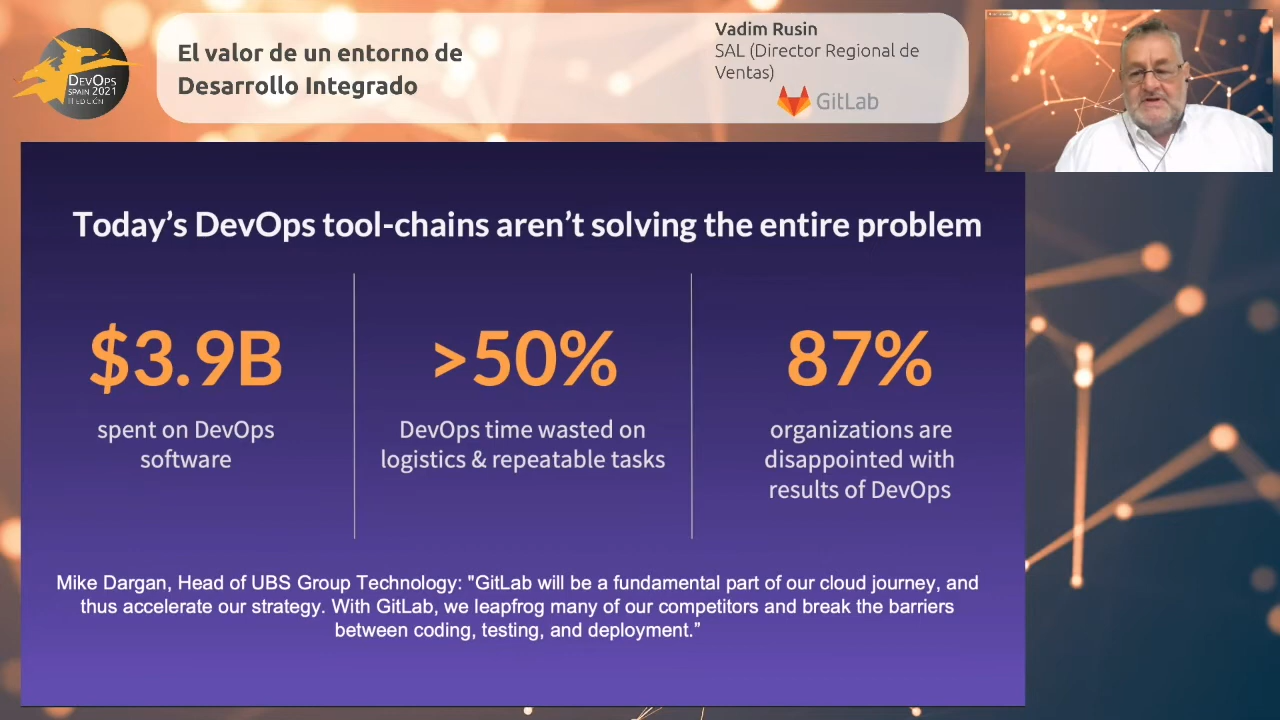 DEVOPS
SPAIN 2021
El valor de un entorno de
Desarrollo Integrado
Vadim Rusin
SAL (Director Regional de
Ventas)
GitLab
Today's DevOps tool-chains aren't solving the entire problem
$3.9B
spent on DevOps
software
>50%
DevOps time wasted on
logistics & repeatable tasks
87%
organizations are
disappointed with
results of DevOps
Mike Dargan, Head of UBS Group Technology: "GitLab will be a fundamental part of our cloud journey, and
thus accelerate our strategy. With GitLab, we leapfrog many of our competitors and break the barriers
between coding, testing, and deployment.”